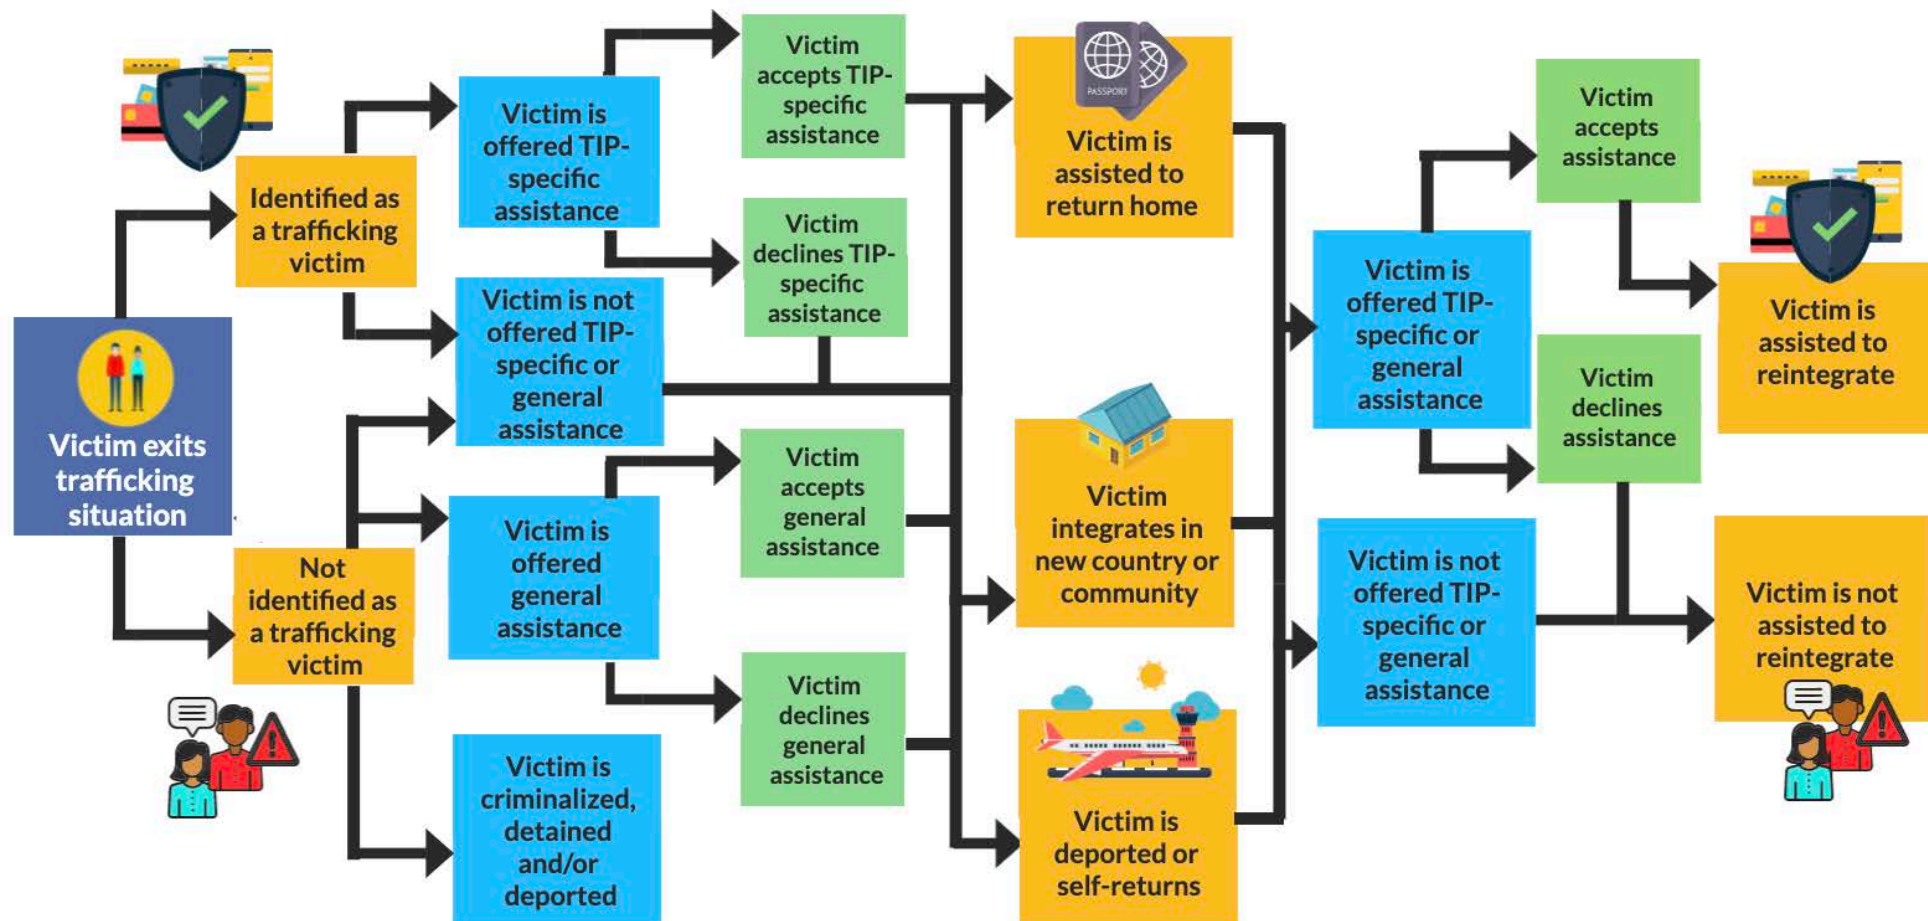 Victim exits
trafficking
situation
Identified as
a trafficking
victim
Not
identified as
a trafficking
victim
Victim is
offered TIP-
specific
assistance
Victim is not
offered TIP-
specific or
general
assistance
Victim is
offered
general
assistance
Victim is
criminalized,
detained
and/or
deported
Victim
accepts TIP-
specific
assistance
Victim
declines TIP-
specific
assistance
Victim
accepts
general
assistance
Victim
declines
general
assistance
PASSPORY
Victim is
assisted to
return home
Victim
integrates in
new country or
community
Victim is
deported or
self-returns
Victim is
offered TIP-
specific or
general
assistance
Victim is not
offered TIP-
specific or
general
assistance
Victim
accepts
assistance
Victim
declines
assistance
Victim is
assisted to
reintegrate
Victim is not
assisted to
reintegrate